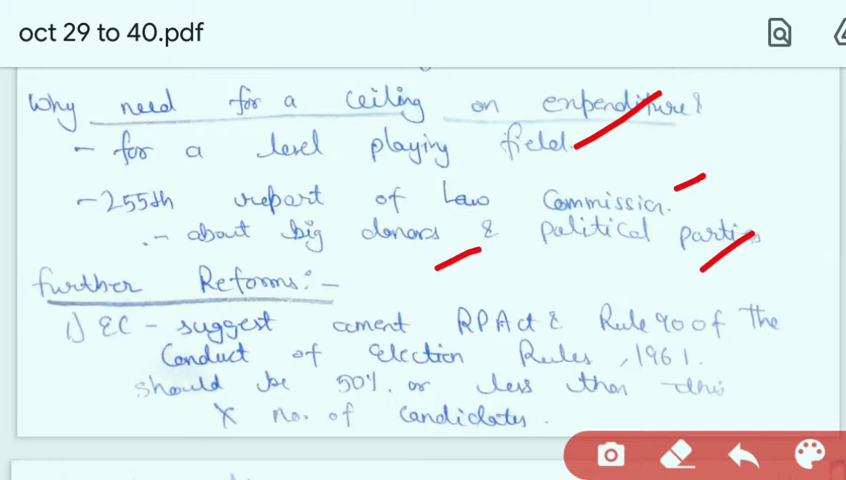 oct 29 to 40.pdf
Why need for a ceiling on expenditure?
- for a level playing field.
- 255th report of Law Commission.
- about big donors & political parties
further Reforms:-
1) EC - suggest ament RP Act & Rule 90 of The
Conduct of Election Rules, 1961.
should be 50% or less than this
X no. of candidates.